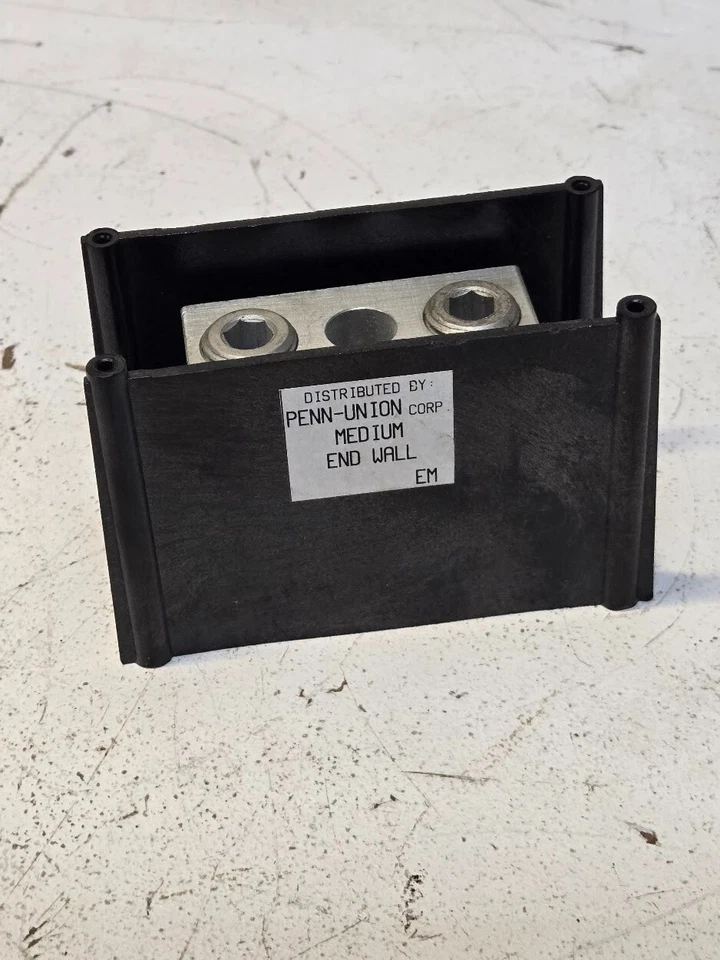 DISTRIBUTED BY:
PENN-UNION CORP.
MEDIUM
END WALL
EM